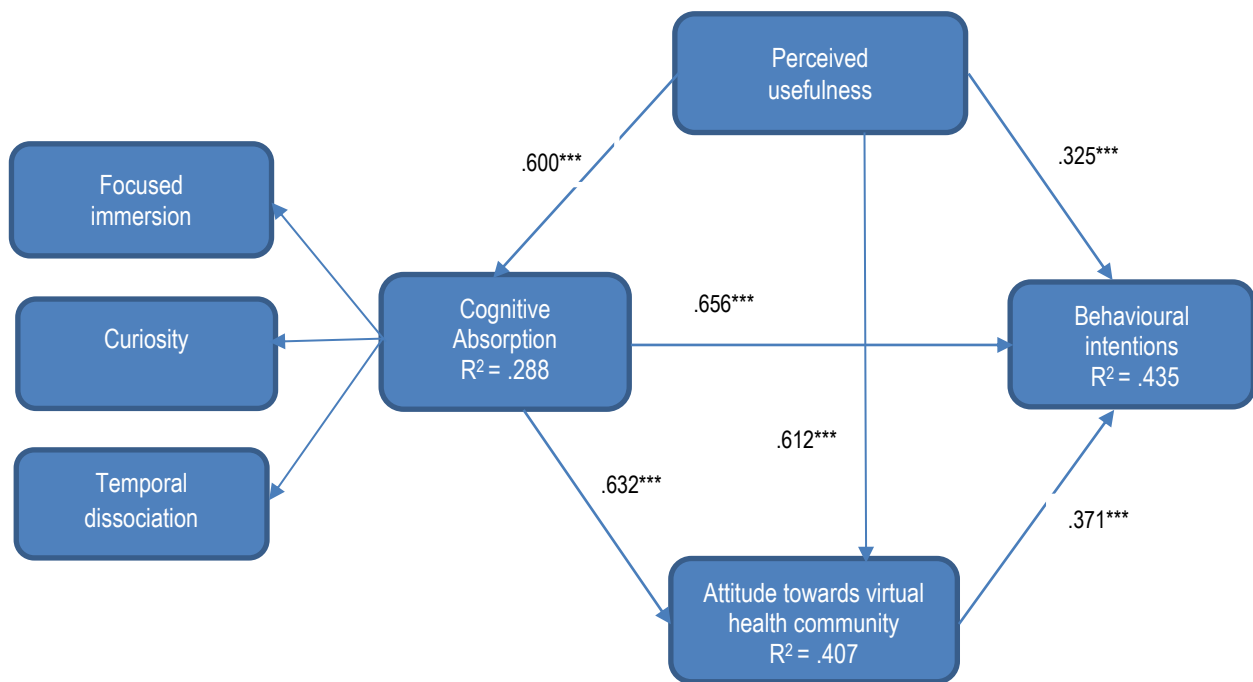 Perceived
usefulness
.600***
.325***
Focused
immersion
Cognitive
Absorption
R² = .288
.656***
Behavioural
intentions
R² = .435
Curiosity
.612***
.632***
Temporal
dissociation
.371***
Attitude towards virtual
health community
R² = .407